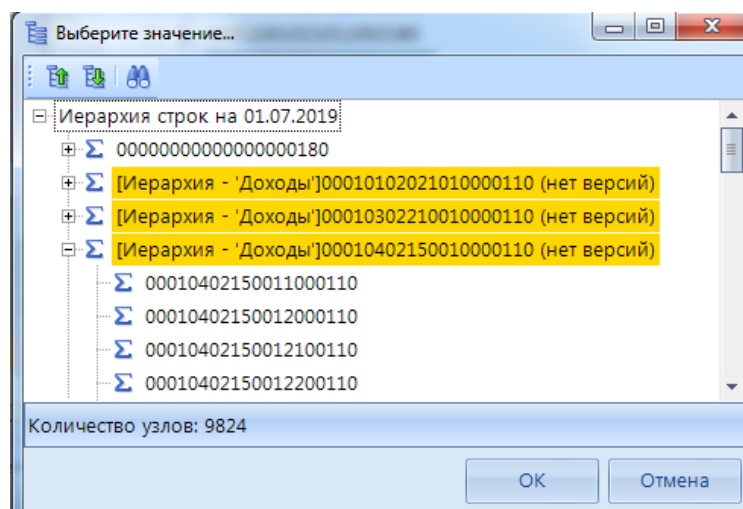 Выберите значение...
Иерархия строк на 01.07.2019
00000000000000000180
[Иерархия - 'Доходы']00010102021010000110 (нет версий)
[Иерархия - 'Доходы']00010302210010000110 (нет версий)
[Иерархия - 'Доходы']00010402150010000110 (нет версий)
00010402150011000110
00010402150012000110
00010402150012100110
00010402150012200110
Количество узлов: 9824
ОК
Отмена